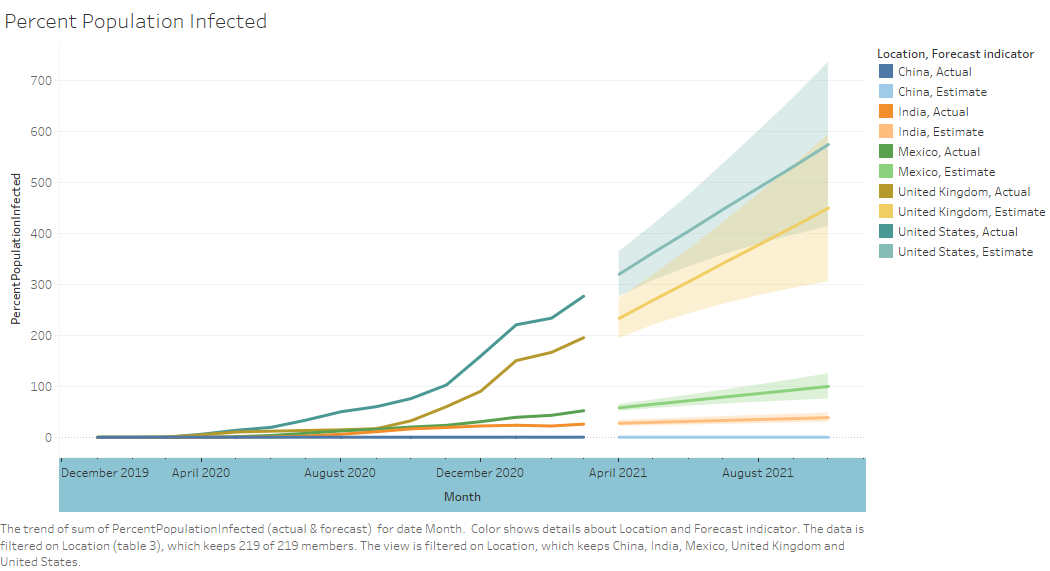 Percent Population Infected
Location, Forecast indicator
China, Actual
China, Estimate
India, Actual
India, Estimate
Mexico, Actual
Mexico, Estimate
United Kingdom, Actual
United Kingdom, Estimate
United States, Actual
United States, Estimate
PercentPopulationInfected
700
600
500
400
300
200
100
0
December 2019 April 2020 August 2020 December 2020 April 2021 August 2021
Month
The trend of sum of PercentPopulationInfected (actual & forecast) for date Month. Color shows details about Location and Forecast indicator. The data is
filtered on Location (table 3), which keeps 219 of 219 members. The view is filtered on Location, which keeps China, India, Mexico, United Kingdom and
United States.